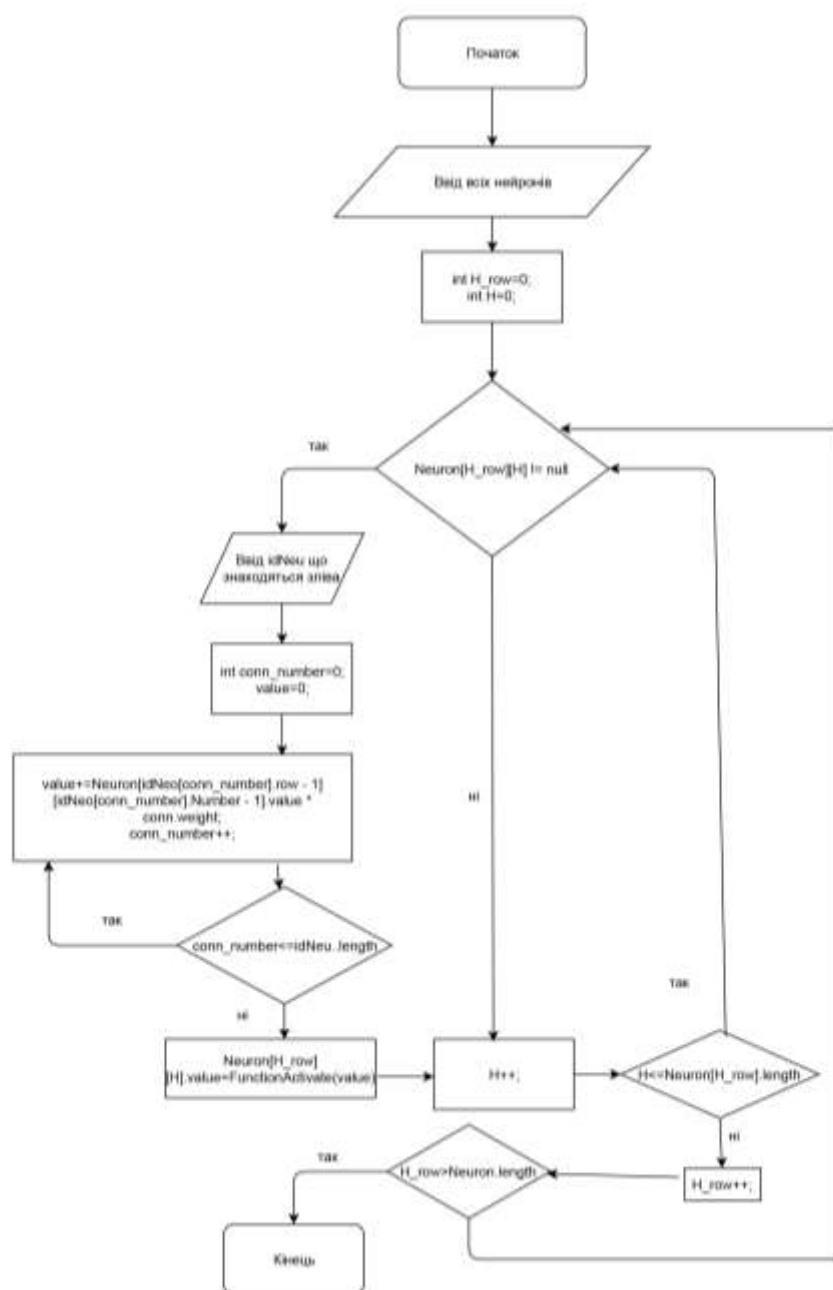 Початок
Ввід всіх нейронів
int H_row=0;
int H=0;
Neuron[H_row][H] != null
так
Ввід idNeu що
знаходяться зліва
int conn_number=0;
value=0;
value+=Neuron[idNeo[conn_number].row - 1]
[idNeo[conn_number].Number - 1].value *
conn.weight;
conn_number++;
ні
так
conn_number<=idNeu..length
так
ні
Neuron[H_row]
[H].value=FunctionActivate(value)
H++;
H<=Neuron[H_row].length
ні
так
H_row>Neuron.length
H_row++;
Кінець